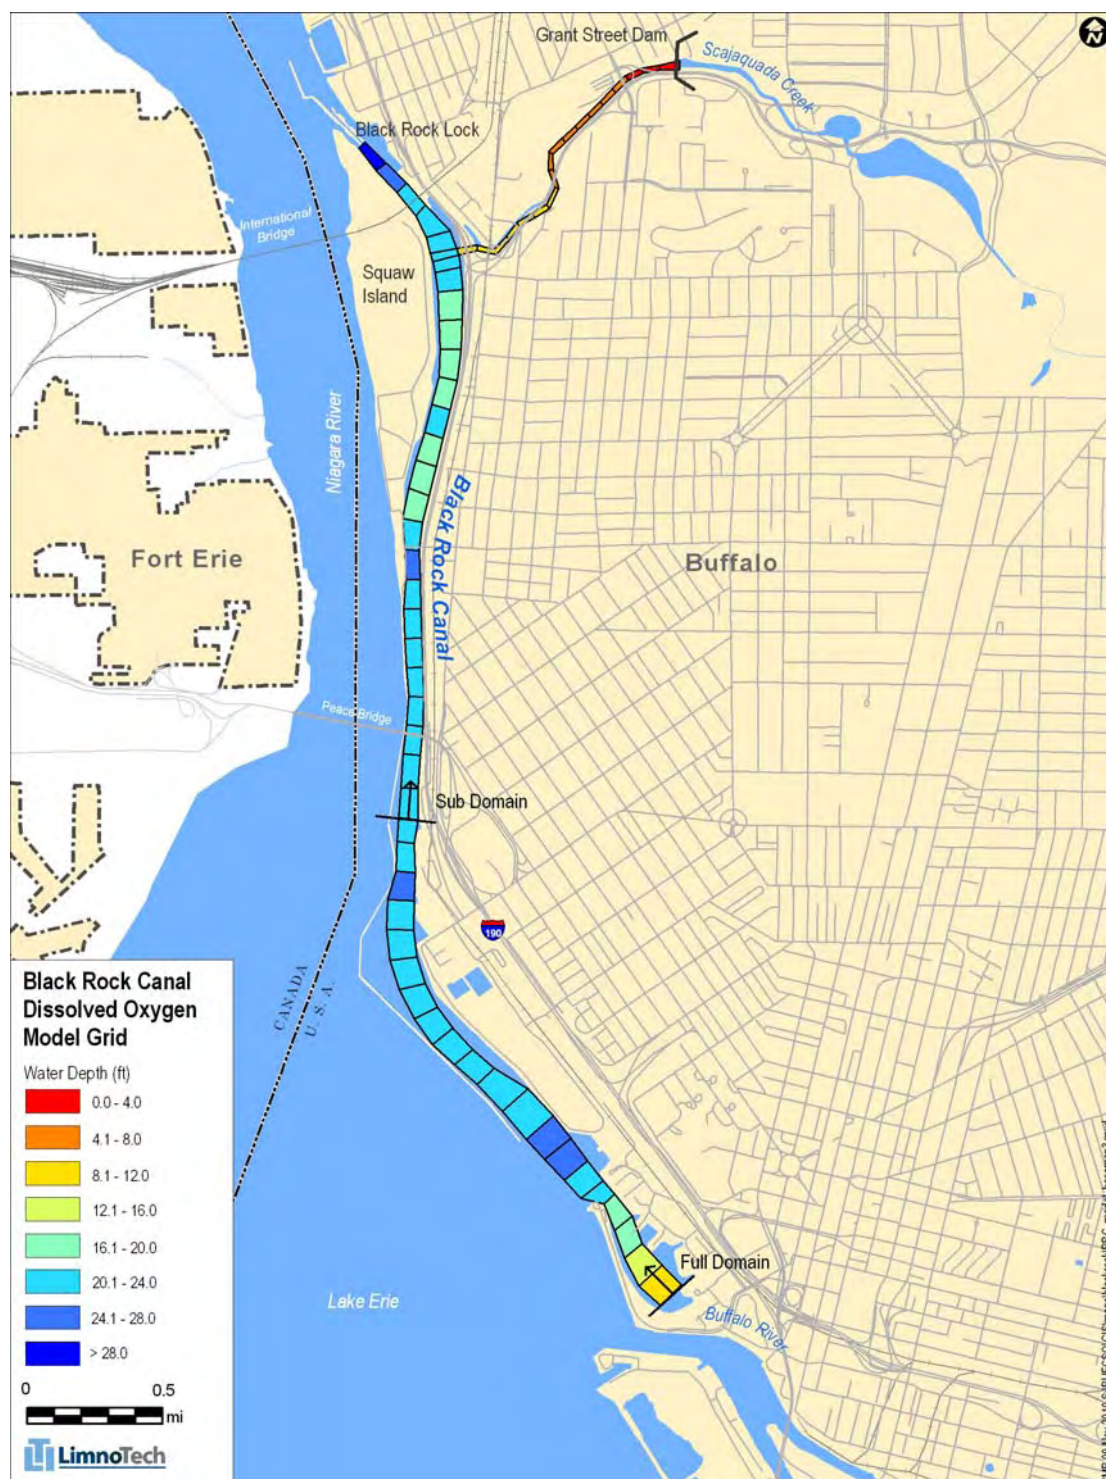 Grant Street Dam
N
Scajaquada Creek
Black Rock Lock
International
Bridge
Squaw
Island
Niagara River
Black Rock Canal
Fort Erie
Buffalo
Peace Bridge
Sub Domain
190
CANADA
U. S. A.
Black Rock Canal
Dissolved Oxygen
Model Grid
Water Depth (ft)
0.0 - 4.0
4.1 - 8.0
8.1 - 12.0
12.1 - 16.0
16.1 - 20.0
20.1 - 24.0
24.1 - 28.0
> 28.0
0 0.5
mi
LimnoTech
Full Domain
Lake Erie
Buffalo River